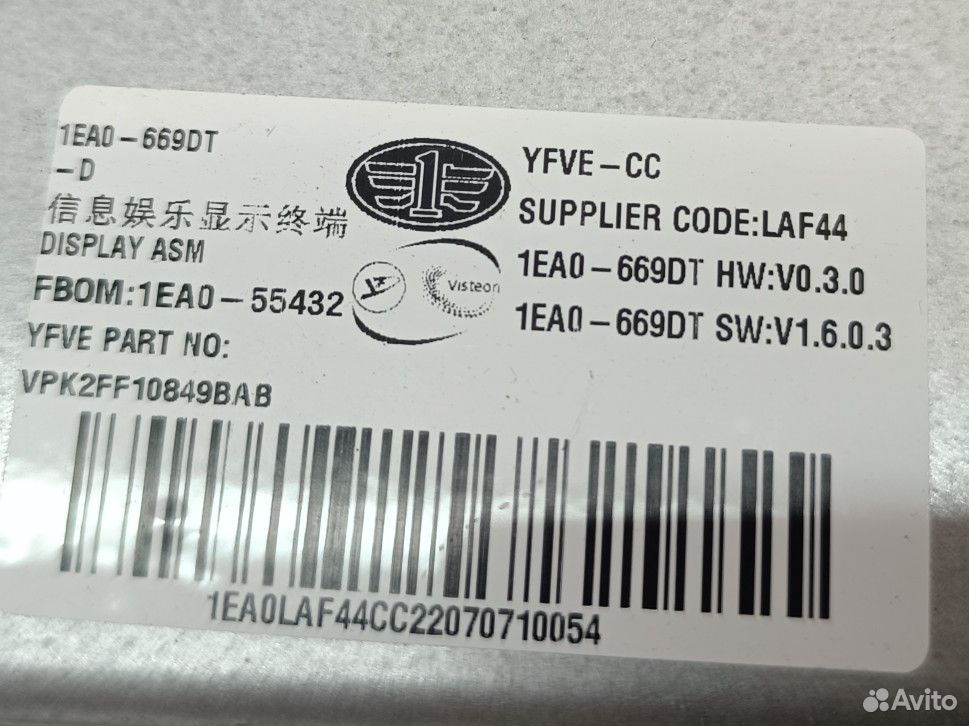 1EA0-669DT
-D
信息娱乐显示终端
DISPLAY ASM
FBOM:1EA0-55432
YFVE PART NO:
VPK2FF10849BAB
1
Visteon
YFVE-CC
SUPPLIER CODE:LAF44
1EA0-669DT HW:V0.3.0
1EA0-669DT SW:V1.6.0.3
1EA0LAF44CC22070710054
Avito